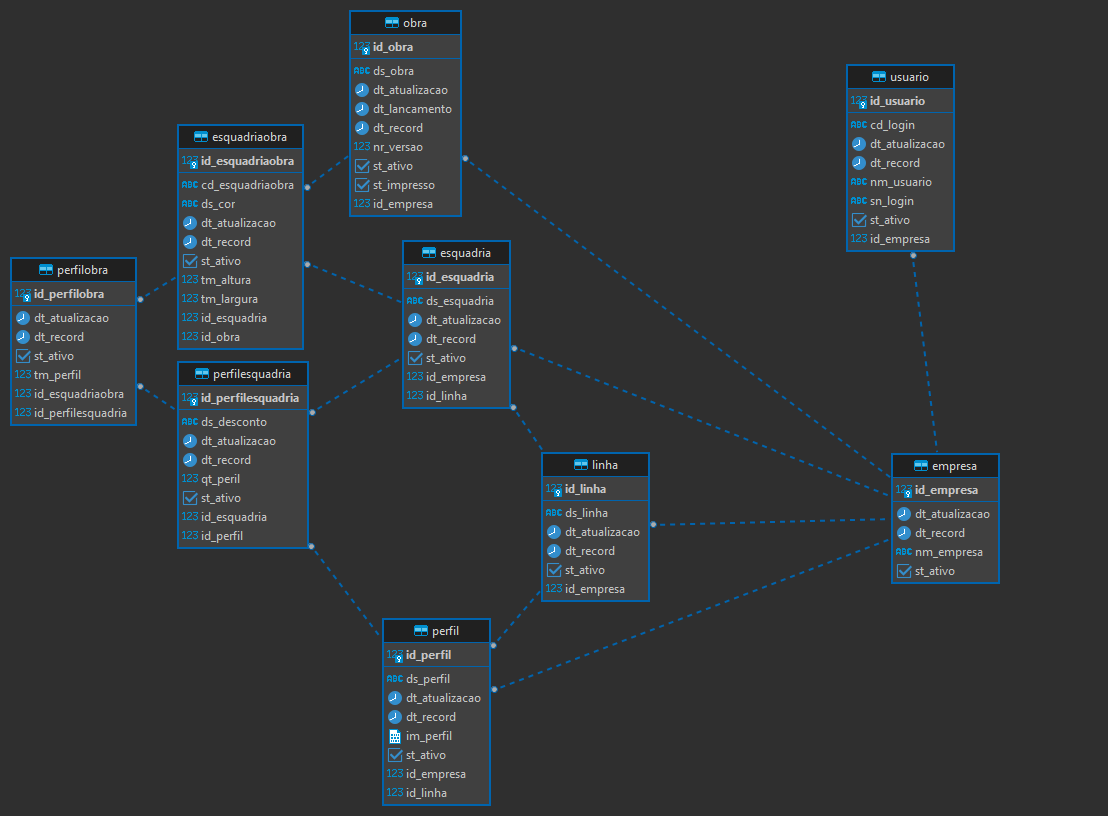 obra
123 id_obra
ABC ds_obra
dt_atualizacao
dt_lancamento
dt_record
123 nr_versao
st_ativo
st_impresso
123 id_empresa
usuario
123 id_usuario
ABC cd_login
dt_atualizacao
dt_record
ABC nm_usuario
ABC sn_login
st_ativo
123 id_empresa
esquadriaobra
123 id_esquadriaobra
ABC cd_esquadriaobra
ABC ds_cor
dt_atualizacao
dt_record
st_ativo
123 tm_altura
123 tm_largura
123 id_esquadria
123 id_obra
esquadria
123 id_esquadria
ABC ds_esquadria
dt_atualizacao
dt_record
st_ativo
123 id_empresa
123 id_linha
perfilobra
123 id_perfilobra
dt_atualizacao
dt_record
st_ativo
123 tm_perfil
123 id_esquadriaobra
123 id_perfilesquadria
perfilesquadria
123 id_perfilesquadria
ABC ds_desconto
dt_atualizacao
dt_record
123 qt_peril
st_ativo
123 id_esquadria
123 id_perfil
linha
123 id_linha
ABC ds_linha
dt_atualizacao
dt_record
st_ativo
123 id_empresa
empresa
123 id_empresa
dt_atualizacao
dt_record
ABC nm_empresa
st_ativo
perfil
123 id_perfil
ABC ds_perfil
dt_atualizacao
dt_record
im_perfil
st_ativo
123 id_empresa
123 id_linha